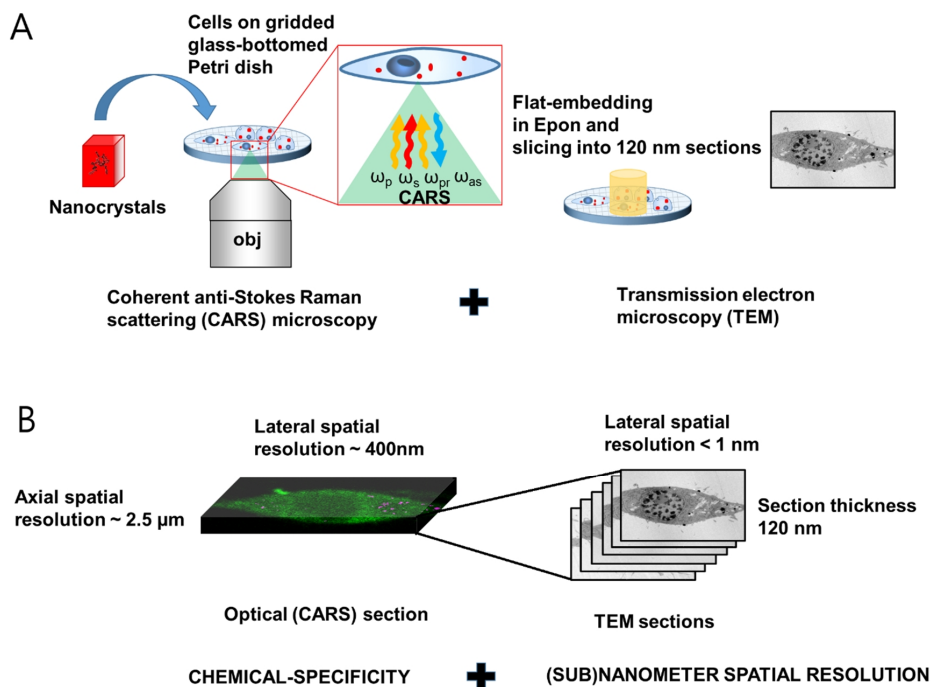 A
Cells on gridded
glass-bottomed
Petri dish
Nanocrystals
obj
ωp ωs ωpr ωas
CARS
Flat-embedding
in Epon and
slicing into 120 nm sections
Coherent anti-Stokes Raman
scattering (CARS) microscopy
+
Transmission electron
microscopy (TEM)
B
Lateral spatial
resolution ~ 400nm
Axial spatial
resolution ~ 2.5 µm
Lateral spatial
resolution < 1 nm
Section thickness
120 nm
Optical (CARS) section
TEM sections
CHEMICAL-SPECIFICITY
+
(SUB)NANOMETER SPATIAL RESOLUTION